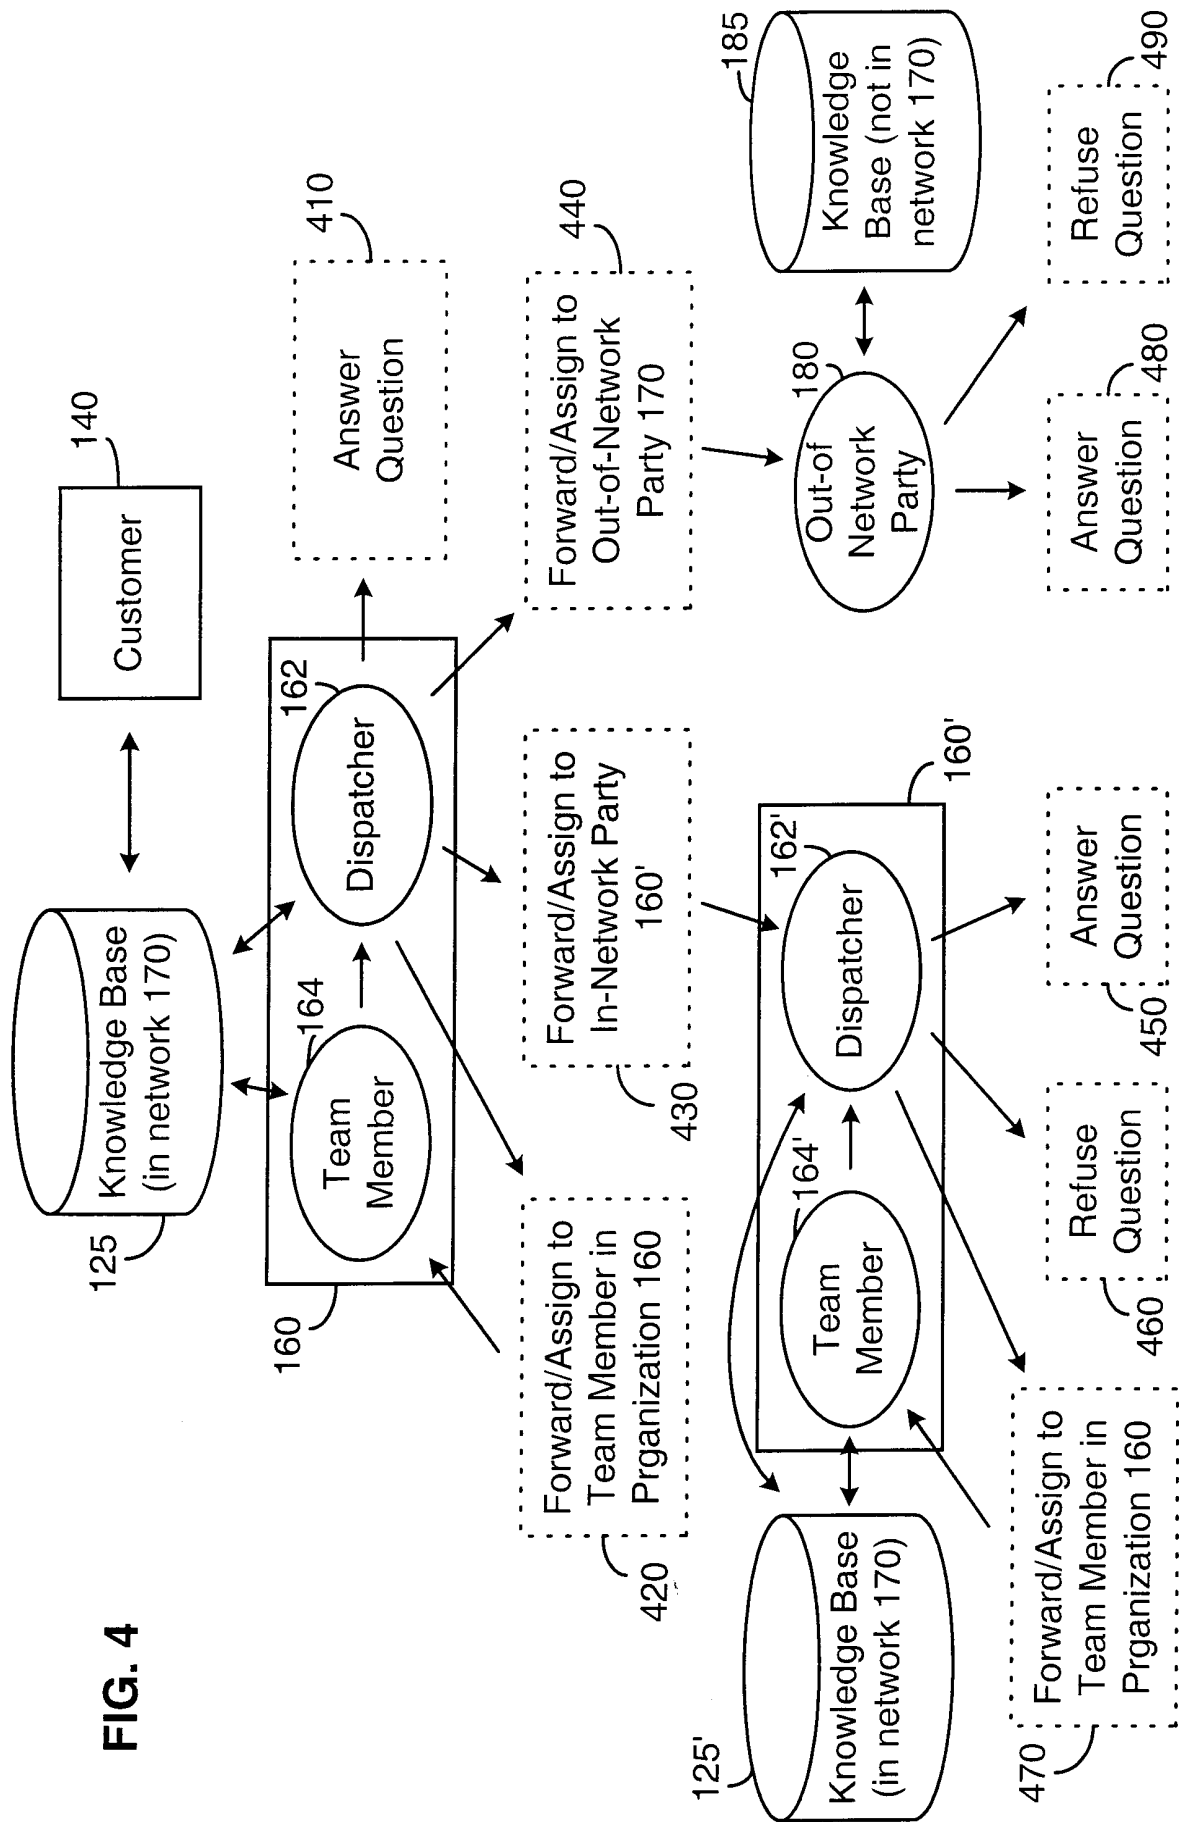 FIG. 4
125
Knowledge Base
(in network 170)
Customer
140
160
164
Team
Member
162
Dispatcher
Answer
Question
410
420
Forward/Assign to
Team Member in
Prganization 160
430
Forward/Assign to
In-Network Party
160'
Forward/Assign to
Out-of-Network
Party 170
440
125'
Knowledge Base
(in network 170)
164'
Team
Member
162'
Dispatcher
160'
180
Out-of
Network
Party
185
Knowledge
Base (not in
network 170)
470
Forward/Assign to
Team Member in
Prganization 160
460
Refuse
Question
450
Answer
Question
480
Answer
Question
490
Refuse
Question